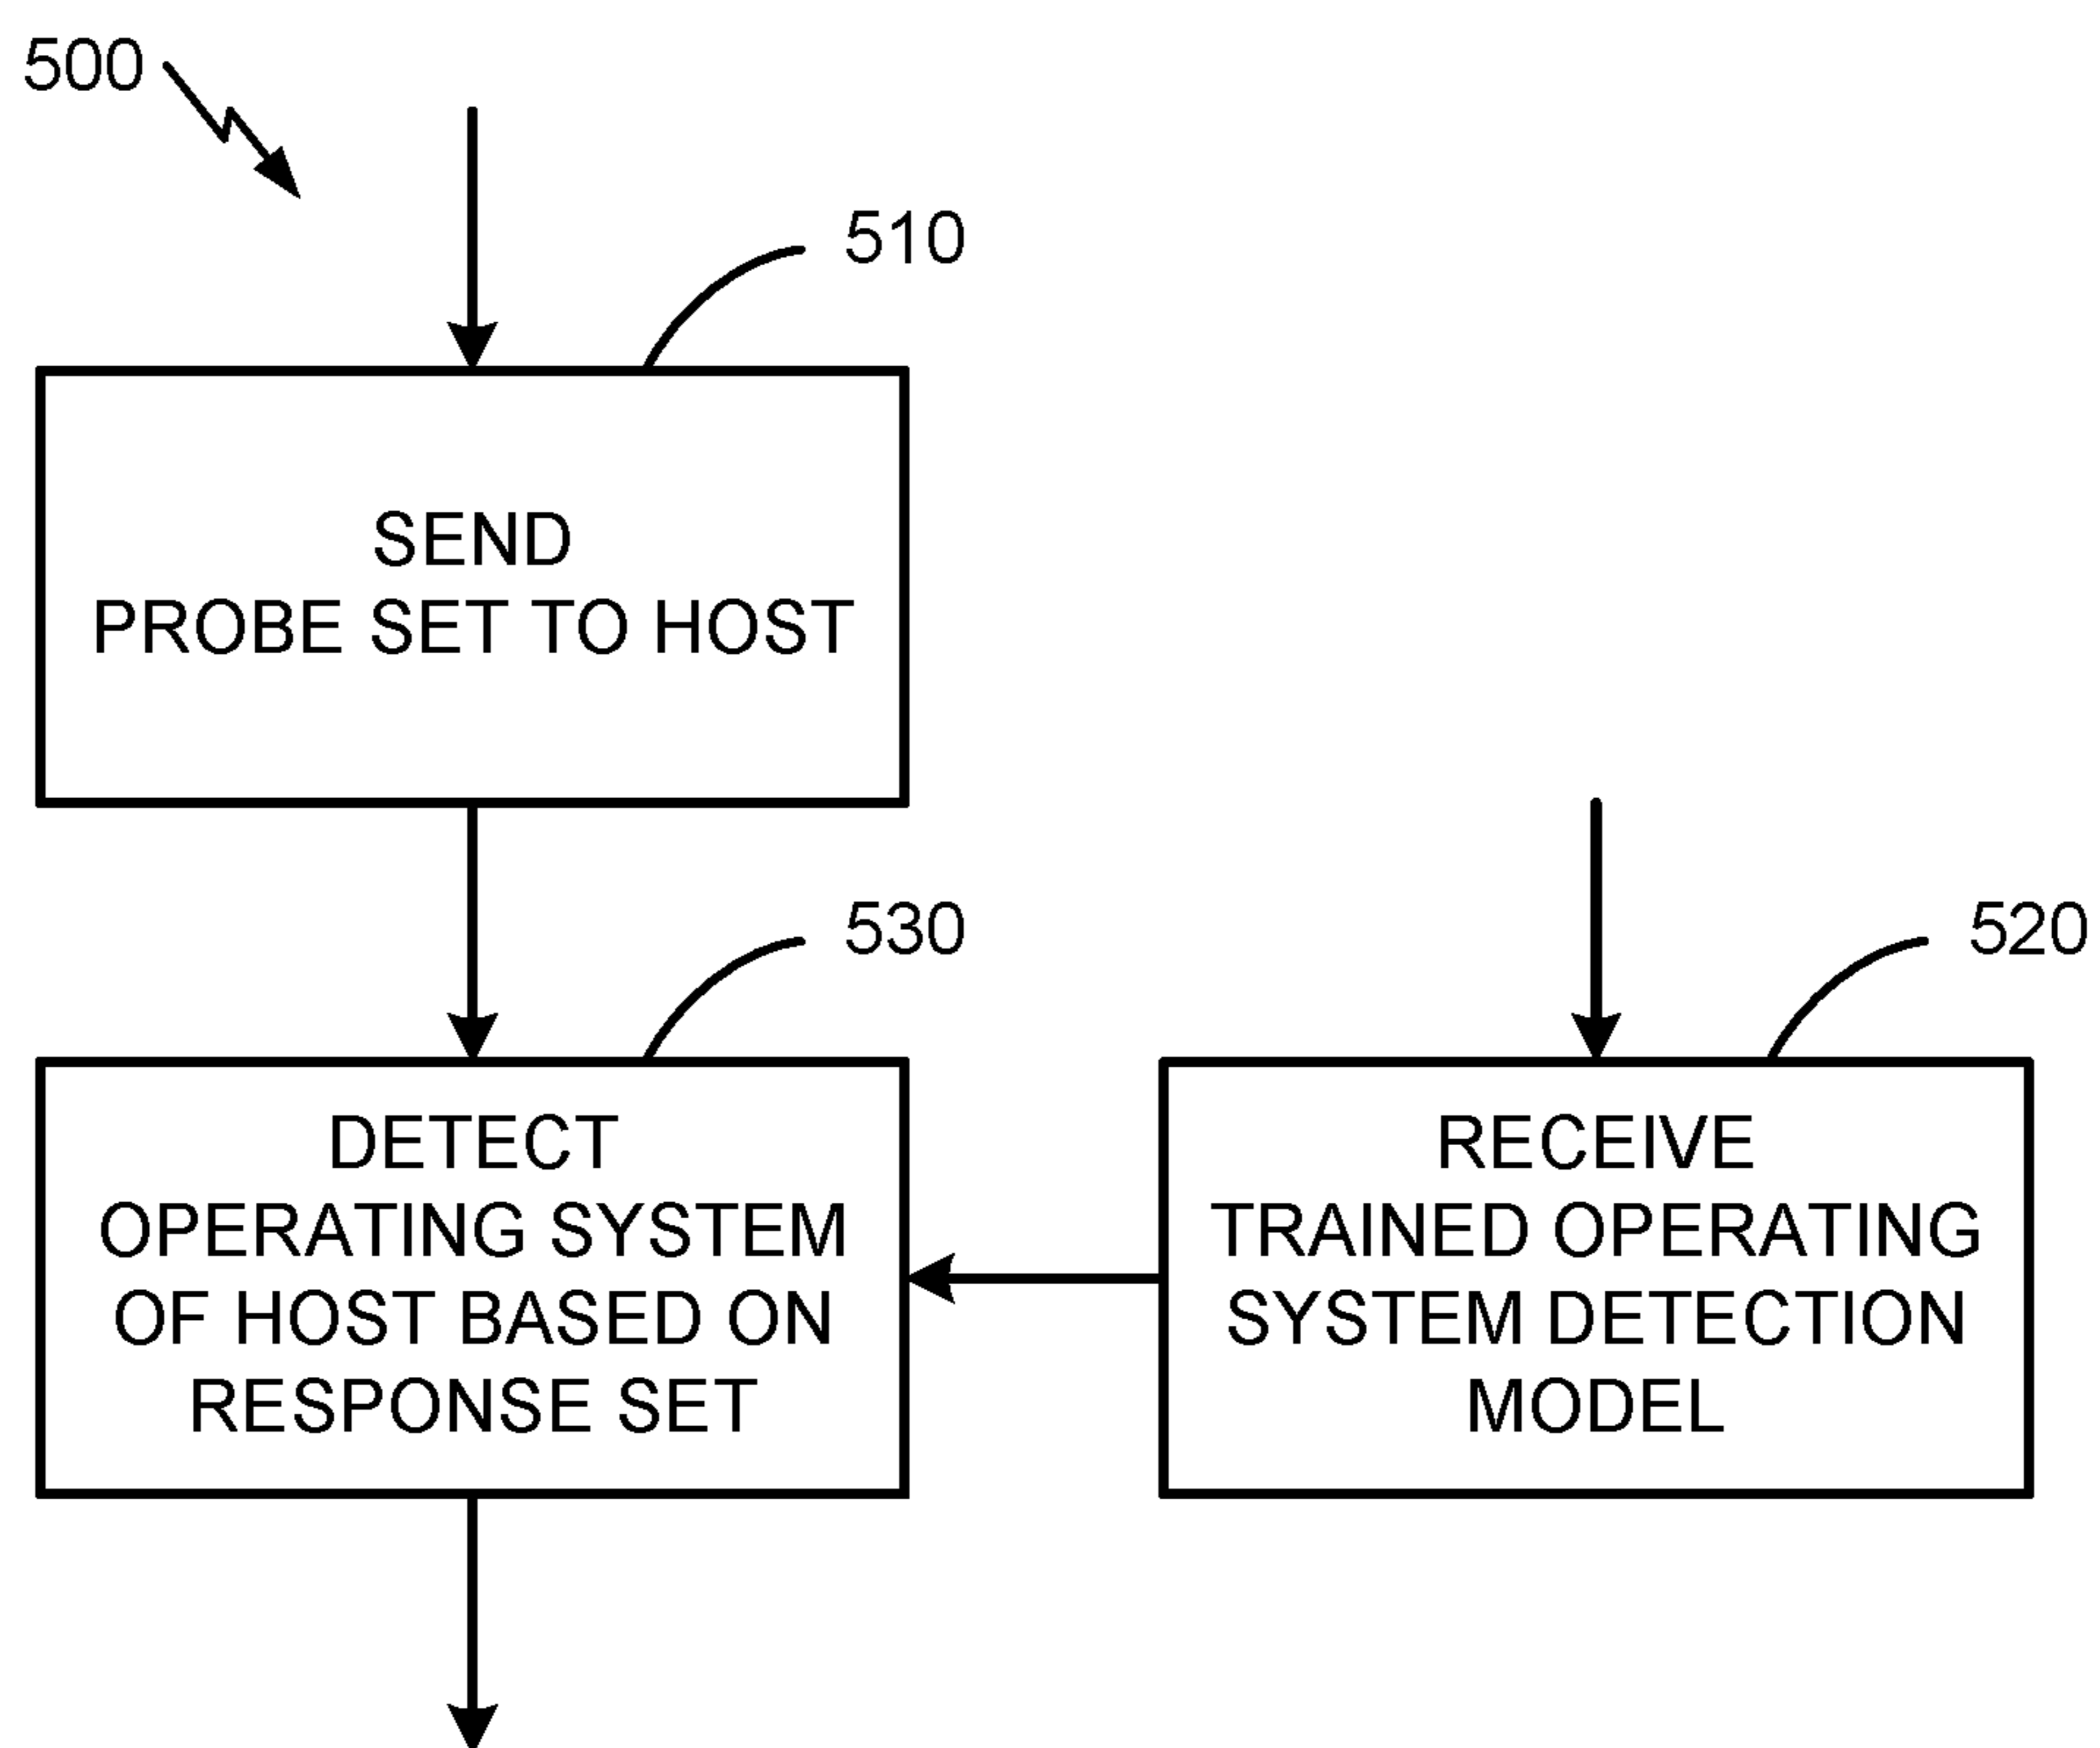 500
510
SEND
PROBE SET TO HOST
530
DETECT
OPERATING SYSTEM
OF HOST BASED ON
RESPONSE SET
520
RECEIVE
TRAINED OPERATING
SYSTEM DETECTION
MODEL